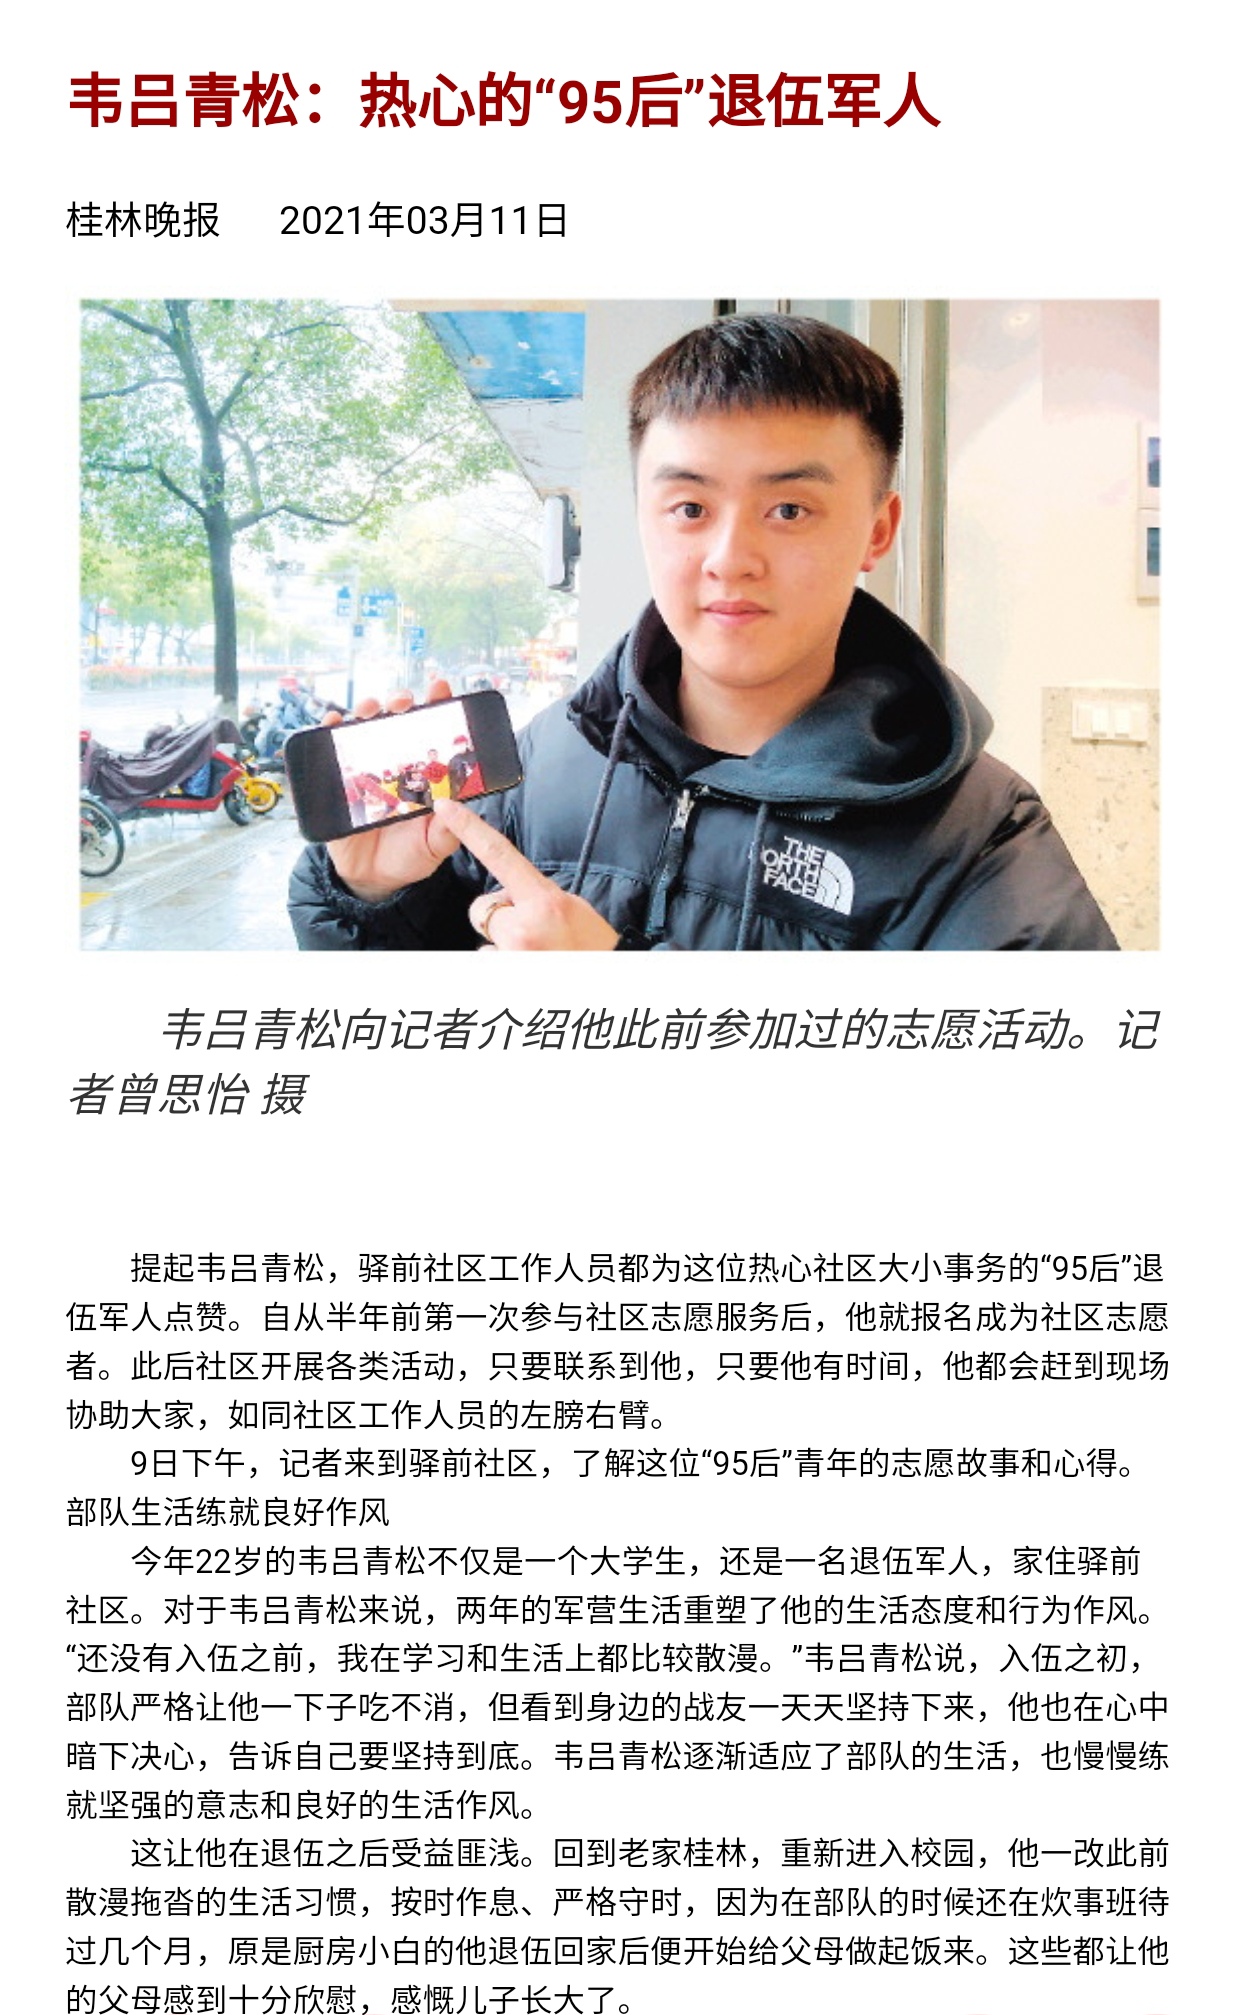 韦吕青松：热心的“95后”退伍军人
桂林晚报 2021年03月11日
THE
NORTH
FACE
韦吕青松向记者介绍他此前参加过的志愿活动。记
者曾思怡 摄
提起韦吕青松，驿前社区工作人员都为这位热心社区大小事务的“95后”退
伍军人点赞。自从半年前第一次参与社区志愿服务后，他就报名成为社区志愿
者。此后社区开展各类活动，只要联系到他，只要他有时间，他都会赶到现场
协助大家，如同社区工作人员的左膀右臂。
9日下午，记者来到驿前社区，了解这位“95后”青年的志愿故事和心得。
部队生活练就良好作风
今年22岁的韦吕青松不仅是一个大学生，还是一名退伍军人，家住驿前
社区。对于韦吕青松来说，两年的军营生活重塑了他的生活态度和行为作风。
“还没有入伍之前，我在学习和生活上都比较散漫。”韦吕青松说，入伍之初，
部队严格让他一下子吃不消，但看到身边的战友一天天坚持下来，他也在心中
暗下决心，告诉自己要坚持到底。韦吕青松逐渐适应了部队的生活，也慢慢练
就坚强的意志和良好的生活作风。
这让他在退伍之后受益匪浅。回到老家桂林，重新进入校园，他一改此前
散漫拖沓的生活习惯，按时作息、严格守时，因为在部队的时候还在炊事班待
过几个月，原是厨房小白的他退伍回家后便开始给父母做起饭来。这些都让他
的父母感到十分欣慰，感慨儿子长大了。